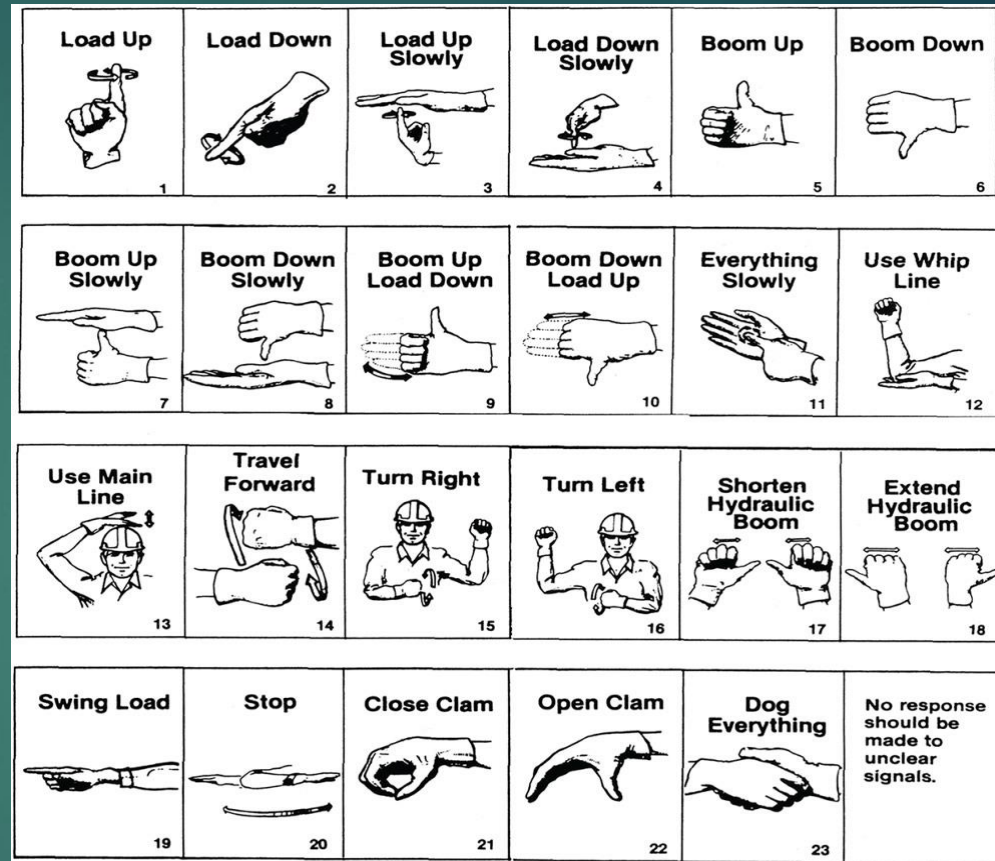 Load Up
1
Load Down
2
Load Up
Slowly
3
Load Down
Slowly
4
Boom Up
5
Boom Down
6
Boom Up
Slowly
7
Boom Down
Slowly
8
Boom Up
Load Down
9
Boom Down
Load Up
10
Everything
Slowly
11
Use Whip
Line
12
Use Main
Line
13
Travel
Forward
14
Turn Right
15
Turn Left
16
Shorten
Hydraulic
Boom
17
Extend
Hydraulic
Boom
18
Swing Load
19
Stop
20
Close Clam
21
Open Clam
22
Dog
Everything
23
No response
should be
made to
unclear
signals.